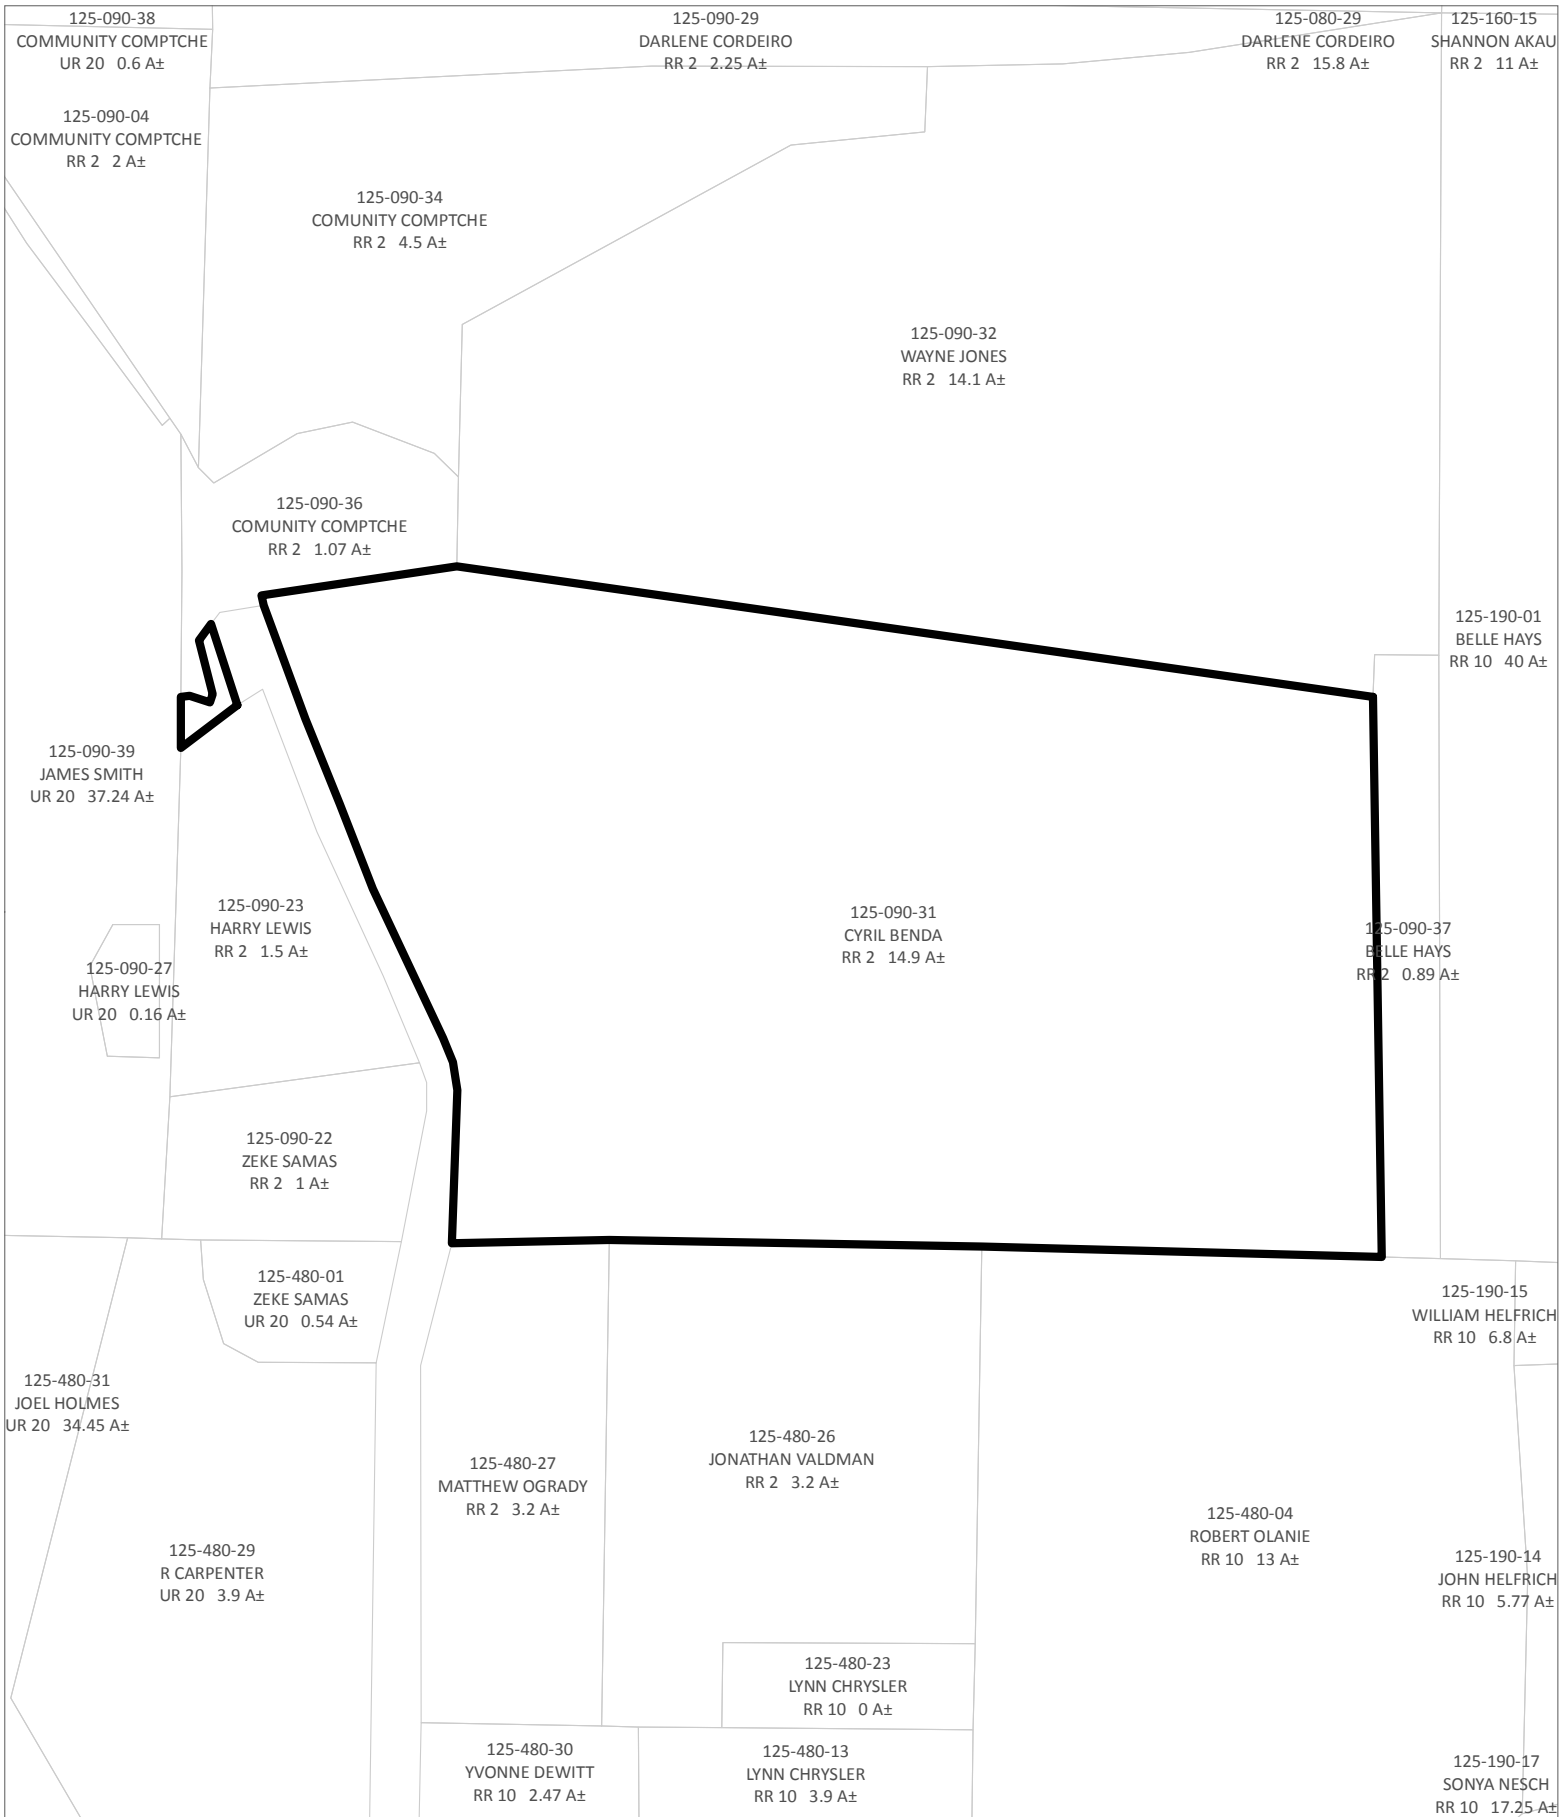 125-090-38
COMMUNITY COMPTCHE
UR 20 0.6 A±
125-090-29
DARLENE CORDEIRO
RR 2 2.25 A±
125-080-29
DARLENE CORDEIRO
RR 2 15.8 A±
125-160-15
SHANNON AKAU
RR 2 11 A±
125-090-04
COMMUNITY COMPTCHE
RR 2 2 A±
125-090-34
COMUNITY COMPTCHE
RR 2 4.5 A±
125-090-32
WAYNE JONES
RR 2 14.1 A±
125-090-36
COMUNITY COMPTCHE
RR 2 1.07 A±
125-190-01
BELLE HAYS
RR 10 40 A±
125-090-39
JAMES SMITH
UR 20 37.24 A±
125-090-23
HARRY LEWIS
RR 2 1.5 A±
125-090-31
CYRIL BENDA
RR 2 14.9 A±
125-090-37
BELLE HAYS
RR 2 0.89 A±
125-090-27
HARRY LEWIS
UR 20 0.16 A±
125-090-22
ZEKE SAMAS
RR 2 1 A±
125-480-01
ZEKE SAMAS
UR 20 0.54 A±
125-190-15
WILLIAM HELFRICH
RR 10 6.8 A±
125-480-31
JOEL HOLMES
UR 20 34.45 A±
125-480-27
MATTHEW OGRADY
RR 2 3.2 A±
125-480-26
JONATHAN VALDMAN
RR 2 3.2 A±
125-480-04
ROBERT OLANIE
RR 10 13 A±
125-480-29
R CARPENTER
UR 20 3.9 A±
125-190-14
JOHN HELFRICH
RR 10 5.77 A±
125-480-23
LYNN CHRYSLER
RR 10 0 A±
125-480-30
YVONNE DEWITT
RR 10 2.47 A±
125-480-13
LYNN CHRYSLER
RR 10 3.9 A±
125-190-17
SONYA NESCH
RR 10 17.25 A±